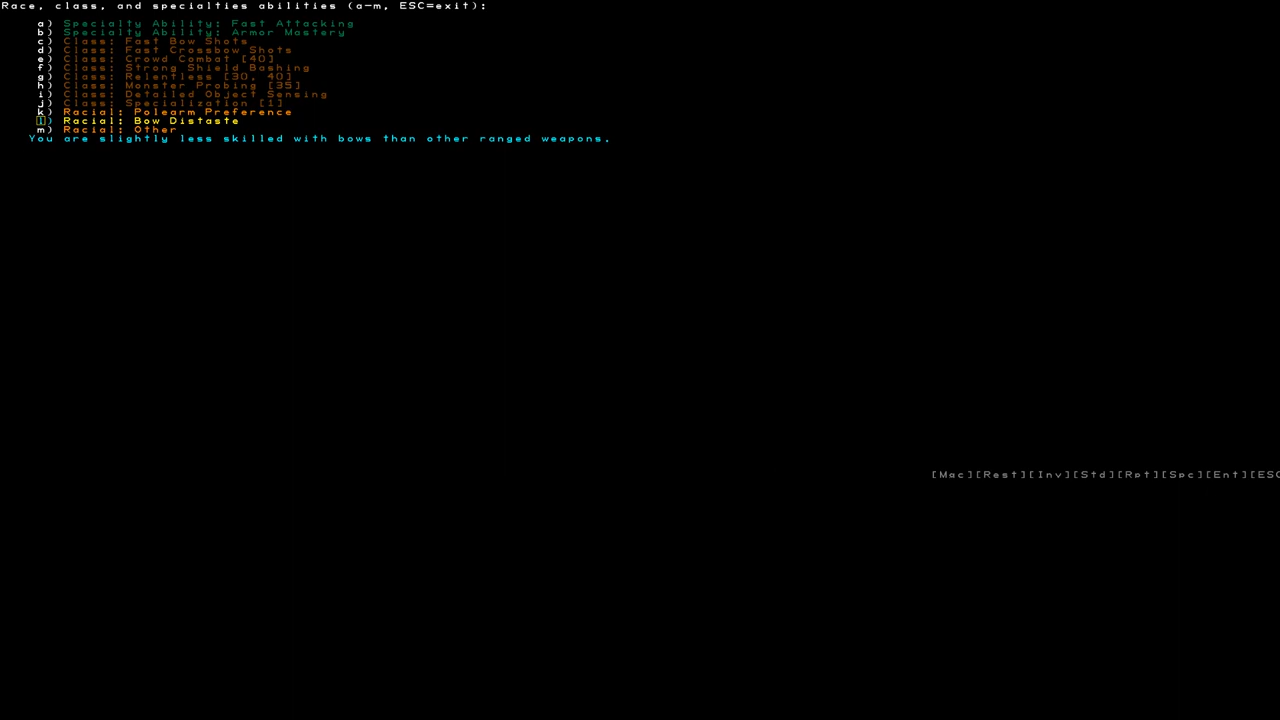 Race, class, and specialties abilities (a-m, ESC=exit):
a) Specialty Ability: Fast Attacking
b) Specialty Ability: Armor Mastery
c) Class: Fast Bow Shots
d) Class: Fast Crossbow Shots
e) Class: Crowd Combat [40]
f) Class: Strong Shield Bashing
g) Class: Relentless [30, 40]
h) Class: Monster Probing [35]
i) Class: Detailed Object Sensing
j) Class: Specialization [1]
k) Racial: Polearm Preference
l) Racial: Bow Distaste
m) Racial: Other
You are slightly less skilled with bows than other ranged weapons.
[Mac][Rest][Inv][Std][Rpt][Spc][Ent][ESC